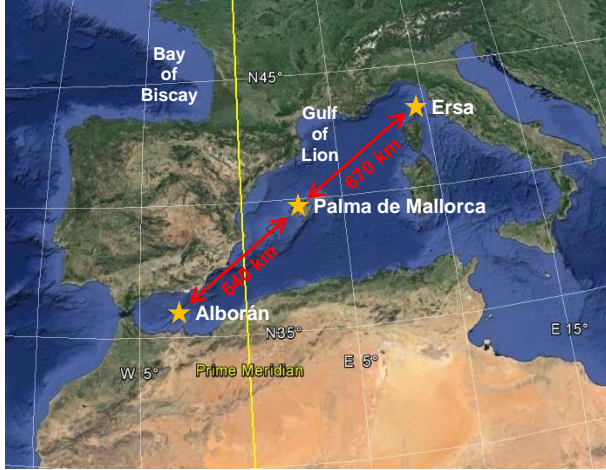 Bay
of
Biscay
N45°
Gulf
of
Lion
Ersa
670 km
Palma de Mallorca
640 km
Alborán
N35°
E 15°
W 5°
Prime Meridian
E 5°